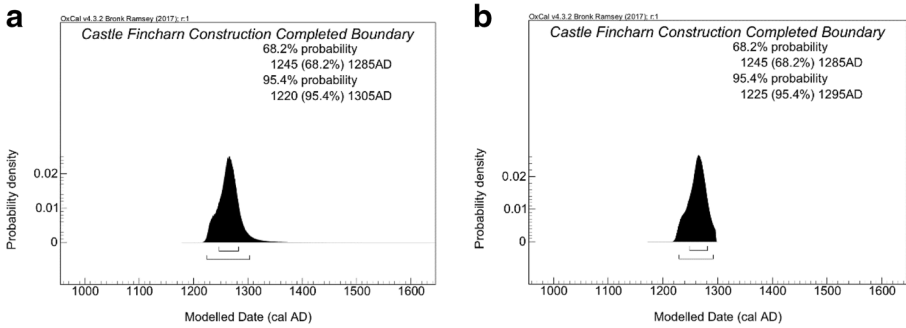 a
OxCal v4.3.2 Bronk Ramsey (2017); r:1
Castle Fincharn Construction Completed Boundary
68.2% probability
1245 (68.2%) 1285AD
95.4% probability
1220 (95.4%) 1305AD
Probability density
0.02
0.01
0
1000 1100 1200 1300 1400 1500 1600
Modelled Date (cal AD)
b
OxCal v4.3.2 Bronk Ramsey (2017); r:1
Castle Fincharn Construction Completed Boundary
68.2% probability
1245 (68.2%) 1285AD
95.4% probability
1225 (95.4%) 1295AD
Probability density
0.02
0.01
0
1000 1100 1200 1300 1400 1500 1600
Modelled Date (cal AD)